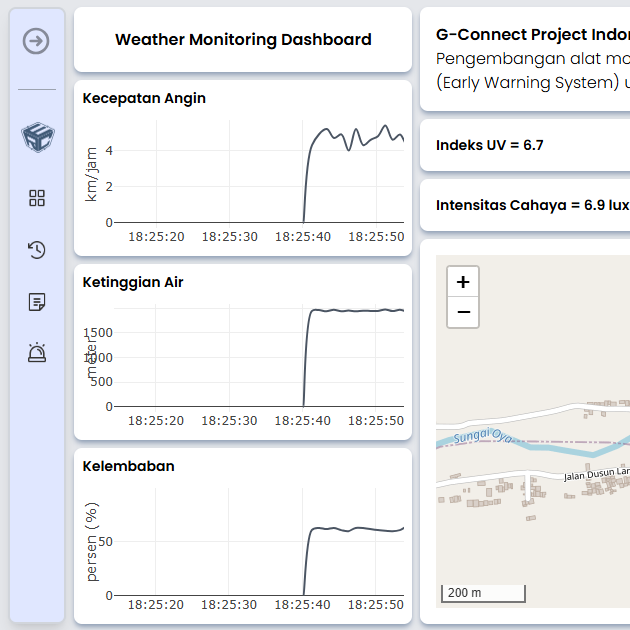 Weather Monitoring Dashboard
Kecepatan Angin
km/jam
4
2
0
18:25:20 18:25:30 18:25:40 18:25:50
Ketinggian Air
meter
1500
1000
500
0
18:25:20 18:25:30 18:25:40 18:25:50
Kelembaban
persen (%)
50
0
18:25:20 18:25:30 18:25:40 18:25:50
G-Connect Project Indo
Pengembangan alat mo
(Early Warning System) u
Indeks UV = 6.7
Intensitas Cahaya = 6.9 lux
+
−
Sungai Oya
Jalan Dusun Lan
200 m